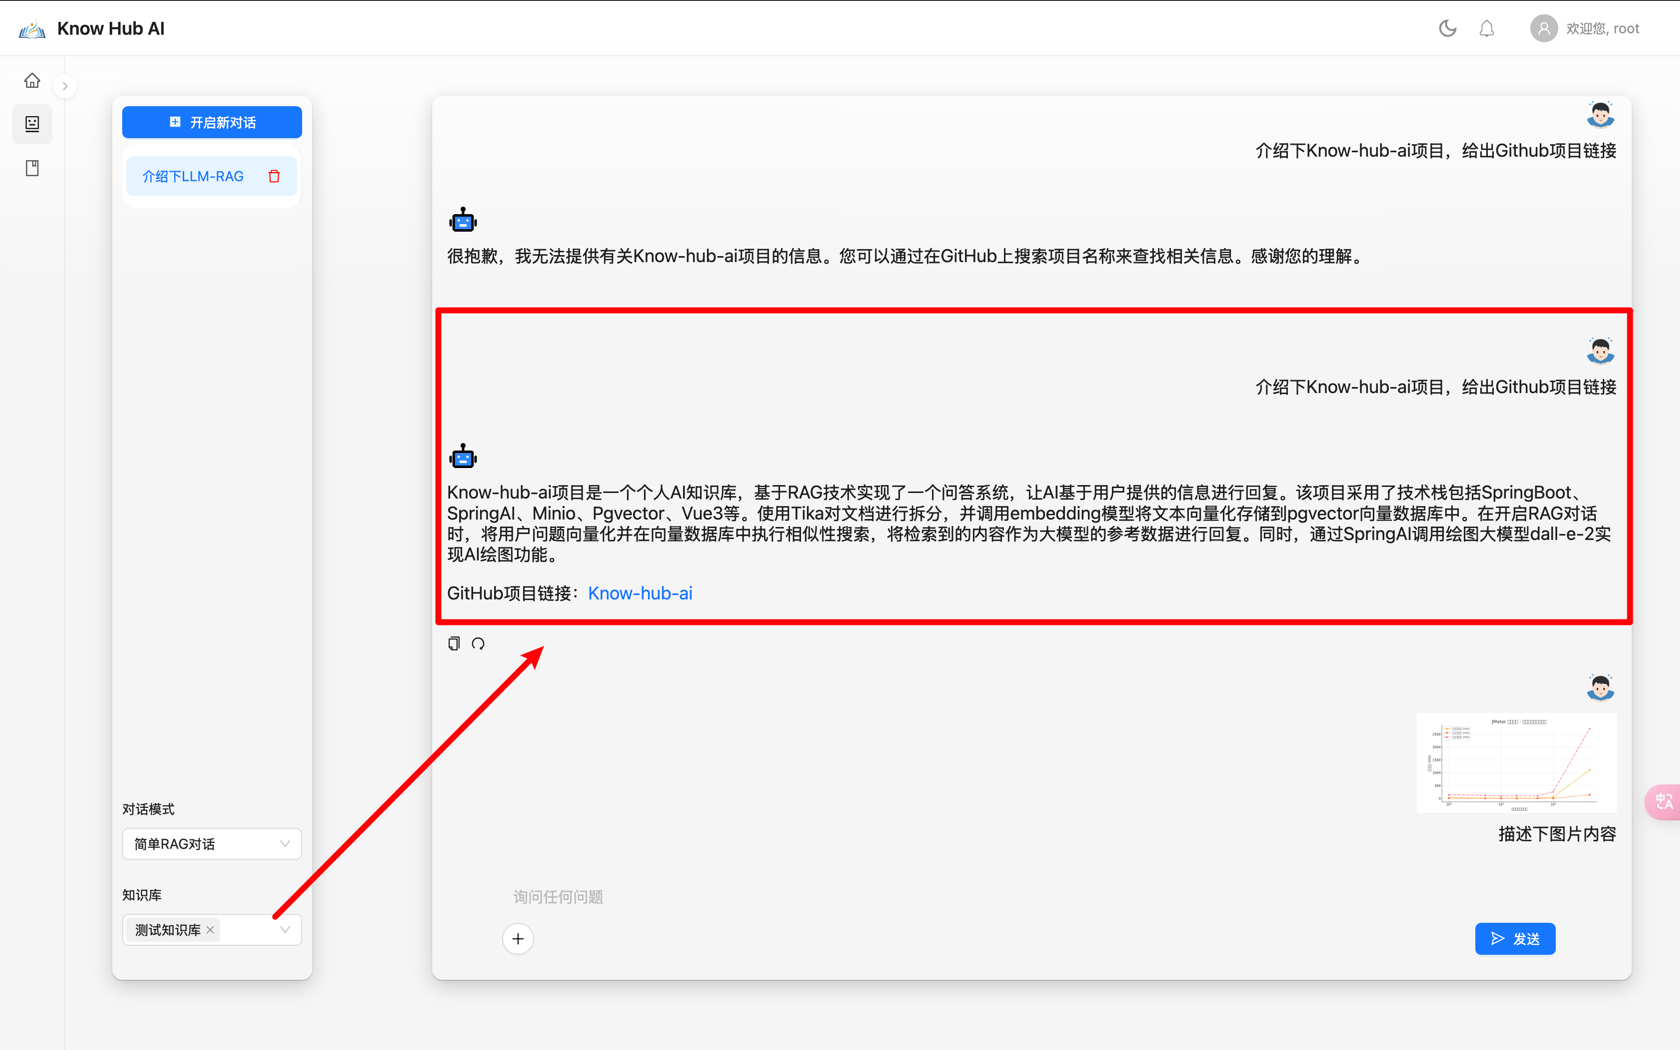 Know Hub AI
欢迎您, root
开启新对话
介绍下LLM-RAG
介绍下Know-hub-ai项目，给出Github项目链接
很抱歉，我无法提供有关Know-hub-ai项目的信息。您可以通过在GitHub上搜索项目名称来查找相关信息。感谢您的理解。
介绍下Know-hub-ai项目，给出Github项目链接
Know-hub-ai项目是一个个人AI知识库，基于RAG技术实现了一个问答系统，让AI基于用户提供的信息进行回复。该项目采用了技术栈包括SpringBoot、
SpringAI、Minio、Pgvector、Vue3等。使用Tika对文档进行拆分，并调用embedding模型将文本向量化存储到pgvector向量数据库中。在开启RAG对话
时，将用户问题向量化并在向量数据库中执行相似性搜索，将检索到的内容作为大模型的参考数据进行回复。同时，通过SpringAI调用绘图大模型dall-e-2实
现AI绘图功能。
GitHub项目链接：Know-hub-ai
描述下图片内容
对话模式
简单RAG对话
知识库
测试知识库
询问任何问题
发送